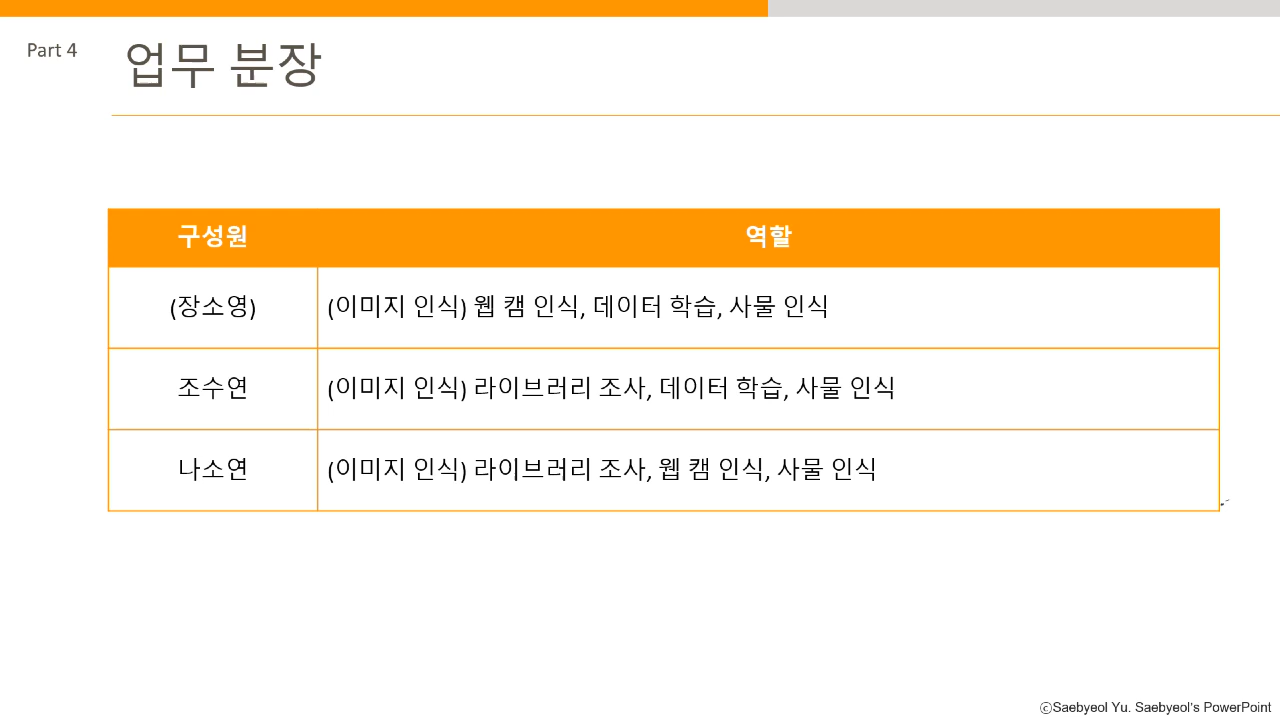 Part 4
업무 분장
구성원 역할
(장소영) (이미지 인식) 웹 캠 인식, 데이터 학습, 사물 인식
조수연 (이미지 인식) 라이브러리 조사, 데이터 학습, 사물 인식
나소연 (이미지 인식) 라이브러리 조사, 웹 캠 인식, 사물 인식
ⓒSaebyeol Yu. Saebyeol's PowerPoint